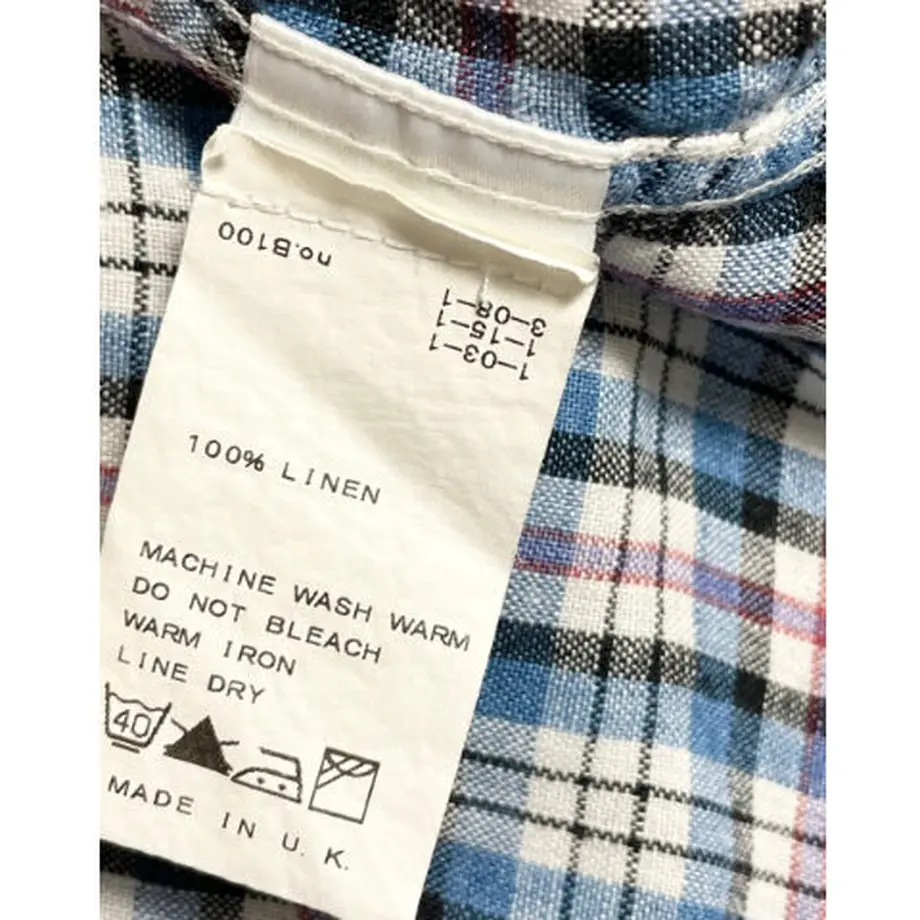 no.B100
1-03-1
1-15-1
3-08-1
100% LINEN
MACHINE WASH WARM
DO NOT BLEACH
WARM IRON
LINE DRY
40
MADE IN U.K.